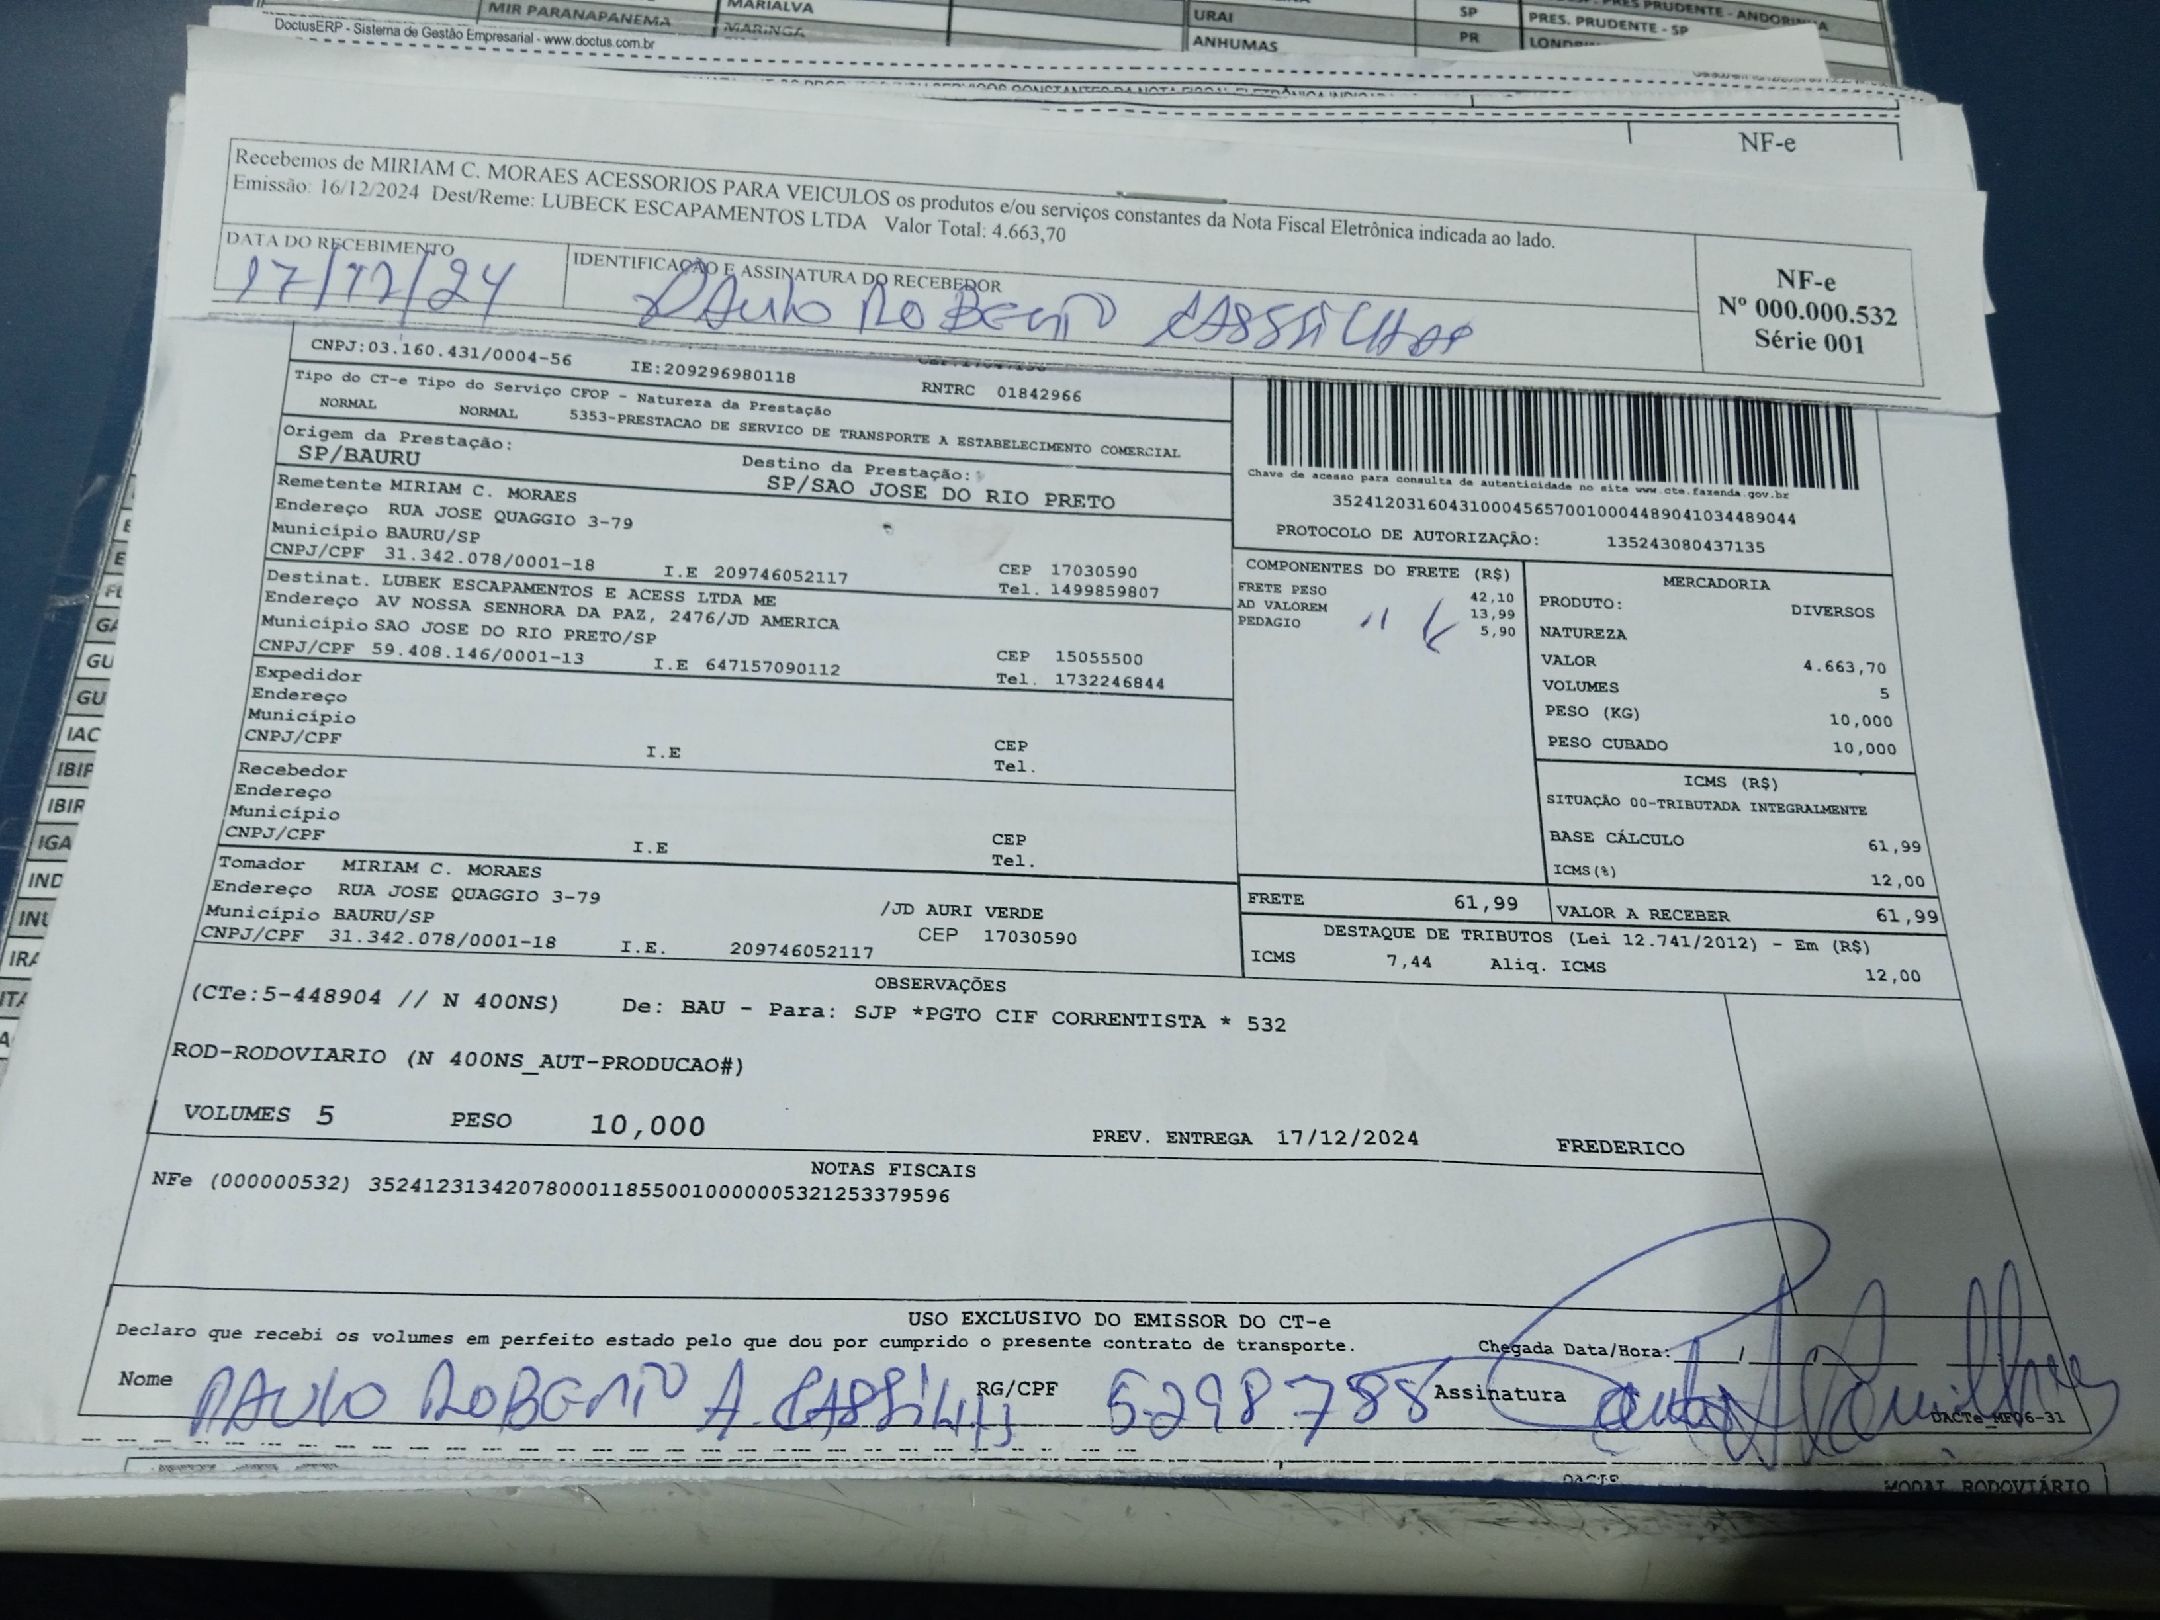 MIR PARANAPANEMA
MARIALVA
MARINGA
URAI
ANHUMAS
SP
PR
PRES PRUDENTE - ANDORINHA
PRES. PRUDENTE - SP
DoctusERP - Sistema de Gestão Empresarial - www.doctus.com.br
NF-e
Recebemos de MIRIAM C. MORAES ACESSORIOS PARA VEICULOS os produtos e/ou serviços constantes da Nota Fiscal Eletrônica indicada ao lado.
Emissão: 16/12/2024 Dest/Reme: LUBECK ESCAPAMENTOS LTDA Valor Total: 4.663,70
DATA DO RECEBIMENTO
17/12/24
IDENTIFICAÇÃO E ASSINATURA DO RECEBEDOR
PAULO ROBERTO
NF-e
Nº 000.000.532
Série 001
CNPJ:03.160.431/0004-56 IE:209296980118
RNTRC 01842966
Tipo do CT-e Tipo do Serviço CFOP - Natureza da Prestação
NORMAL NORMAL 5353-PRESTACAO DE SERVICO DE TRANSPORTE A ESTABELECIMENTO COMERCIAL
Origem da Prestação: Destino da Prestação:
SP/BAURU SP/SAO JOSE DO RIO PRETO
Remetente MIRIAM C. MORAES
Endereço RUA JOSE QUAGGIO 3-79
Município BAURU/SP CEP 17030590
CNPJ/CPF 31.342.078/0001-18 I.E 209746052117 Tel. 1499859807
Destinat. LUBEK ESCAPAMENTOS E ACESS LTDA ME
Endereço AV NOSSA SENHORA DA PAZ, 2476/JD AMERICA
Município SAO JOSE DO RIO PRETO/SP CEP 15055500
CNPJ/CPF 59.408.146/0001-13 I.E 647157090112 Tel. 1732246844
Expedidor
Endereço
Município CEP
CNPJ/CPF I.E Tel.
Recebedor
Endereço
Município CEP
CNPJ/CPF I.E Tel.
Tomador MIRIAM C. MORAES
Endereço RUA JOSE QUAGGIO 3-79 /JD AURI VERDE
Município BAURU/SP CEP 17030590
CNPJ/CPF 31.342.078/0001-18 I.E. 209746052117
Chave de acesso para consulta de autenticidade no site www.cte.fazenda.gov.br
35241203160431000456570010004489041034489044
PROTOCOLO DE AUTORIZAÇÃO: 135243080437135
COMPONENTES DO FRETE (R$)
FRETE PESO 42,10
AD VALOREM 13,99
PEDAGIO 5,90
MERCADORIA
PRODUTO: DIVERSOS
NATUREZA
VALOR 4.663,70
VOLUMES 5
PESO (KG) 10,000
PESO CUBADO 10,000
ICMS (R$)
SITUAÇÃO 00-TRIBUTADA INTEGRALMENTE
BASE CÁLCULO 61,99
ICMS(%) 12,00
FRETE 61,99 VALOR A RECEBER 61,99
DESTAQUE DE TRIBUTOS (Lei 12.741/2012) - Em (R$)
ICMS 7,44 Aliq. ICMS 12,00
OBSERVAÇÕES
(CTe:5-448904 // N 400NS) De: BAU - Para: SJP *PGTO CIF CORRENTISTA * 532
ROD-RODOVIARIO (N 400NS_AUT-PRODUCAO#)
VOLUMES 5 PESO 10,000 PREV. ENTREGA 17/12/2024 FREDERICO
NOTAS FISCAIS
NFe (000000532) 35241231342078000118550010000005321253379596
USO EXCLUSIVO DO EMISSOR DO CT-e
Declaro que recebi os volumes em perfeito estado pelo que dou por cumprido o presente contrato de transporte. Chegada Data/Hora:
Nome PAULO ROBERTO A. RG/CPF 5298788 Assinatura
DACTe_MF06-31
DACTE
MODAL RODOVIÁRIO
GU
GU
IAC
IBIF
IBIR
IGA
IND
INU
IRA
ITA